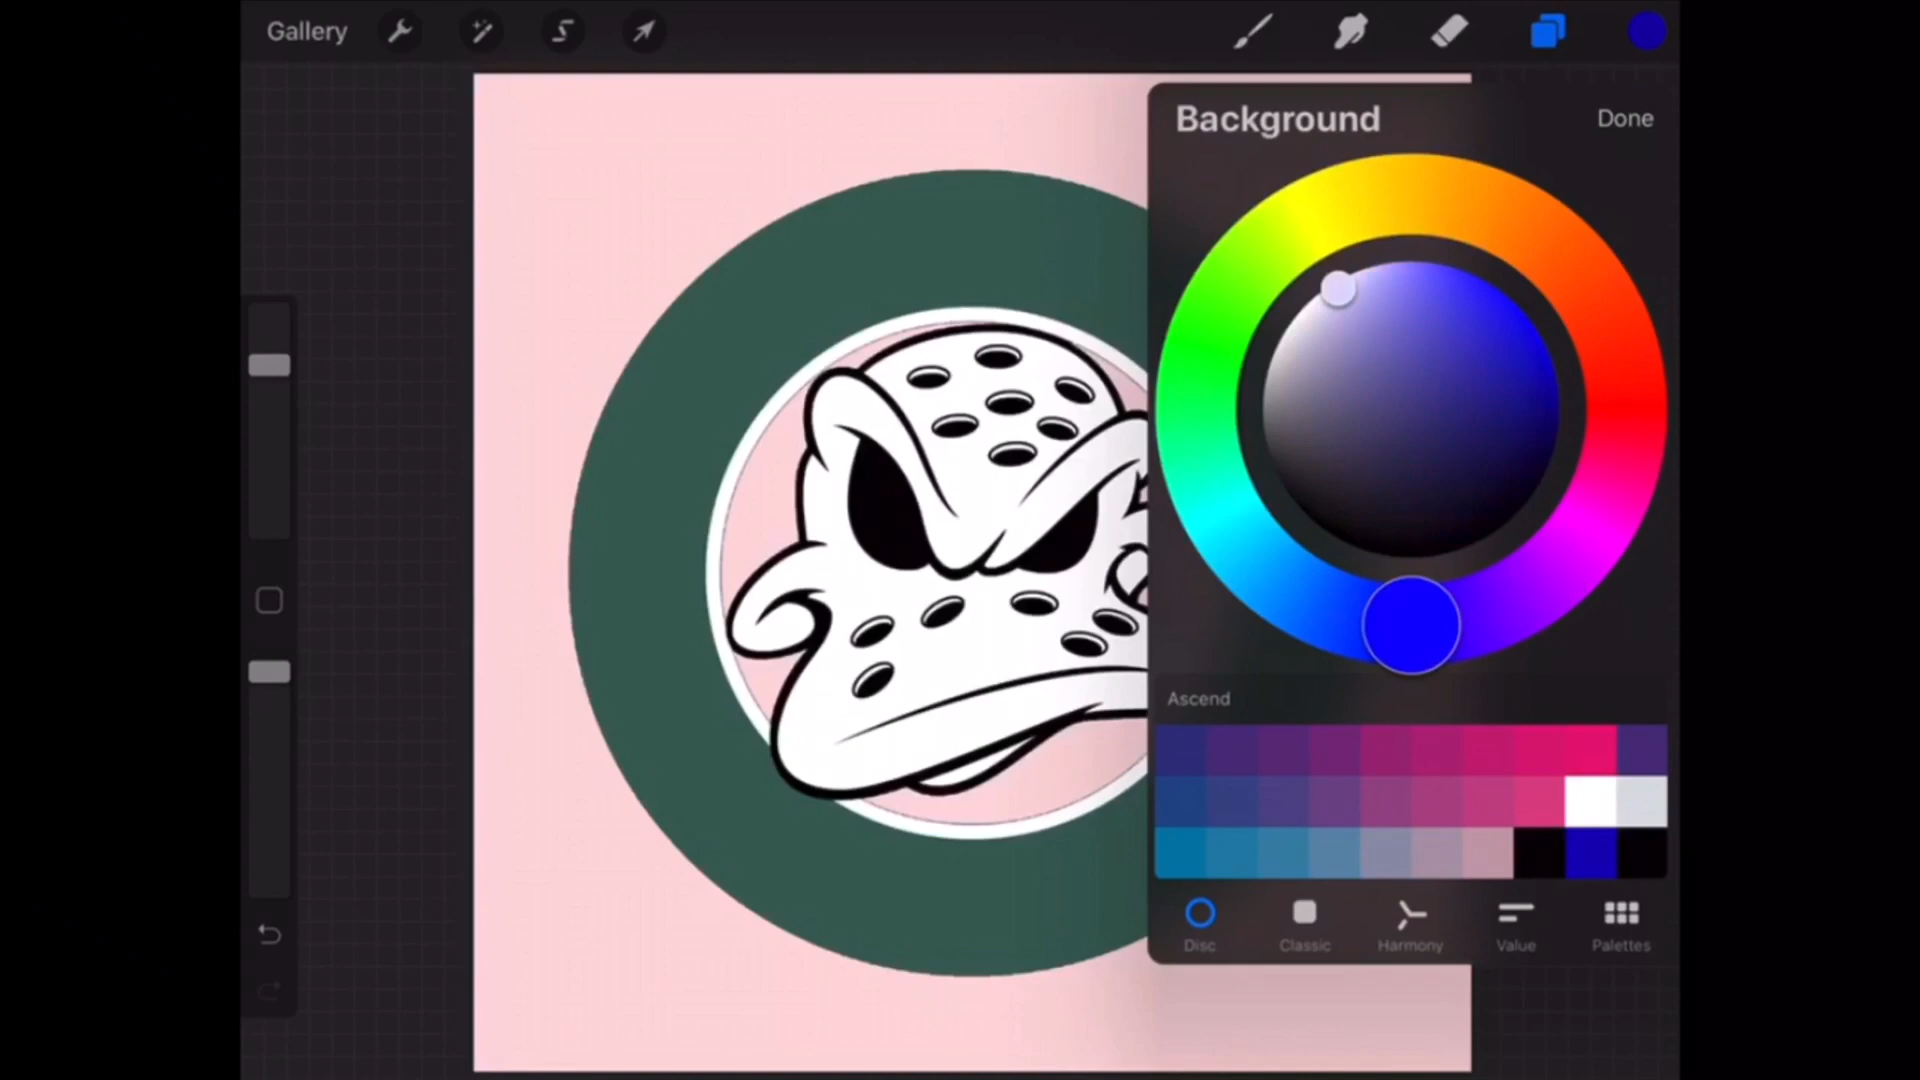 Gallery
Background
Done
Ascend
Disc
Classic
Harmony
Value
Palettes